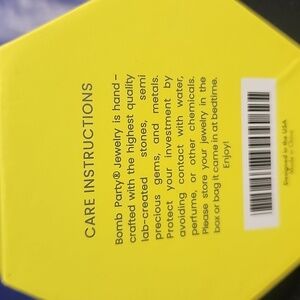 CARE INSTRUCTIONS
Bomb Party® Jewelry is hand-
crafted with the highest quality
lab-created stones, semi
precious gems, and metals.
Protect your investment by
avoiding contact with water,
perfume, or other chemicals.
Please store your jewelry in the
box or bag it came in at bedtime.
Enjoy!
Designed in the USA
Made in China